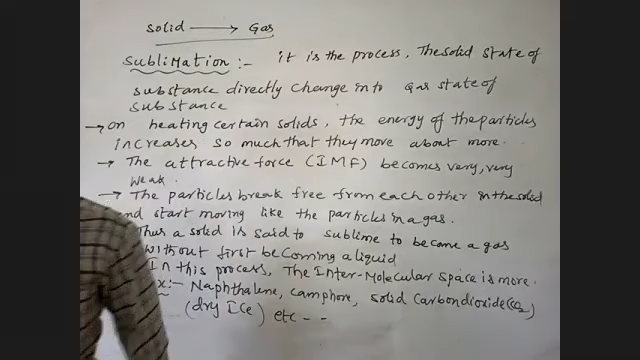 solid ⟶ Gas
Sublimation :- it is the process, The solid state of
substance directly change into Gas state of
substance
→ on heating certain solids, the energy of the particles
increases so much that they move about more.
→ The attractive force (IMF) becomes very, very
weak.
→ The particles break free from each other in the solid
and start moving like the particles in a gas.
Thus a solid is said to sublime to become a gas
without first becoming a liquid
In this process, The Inter-Molecular space is more.
Ex:- Naphthalene, camphore, solid Carbondioxide (CO2)
(dry Ice) etc - -